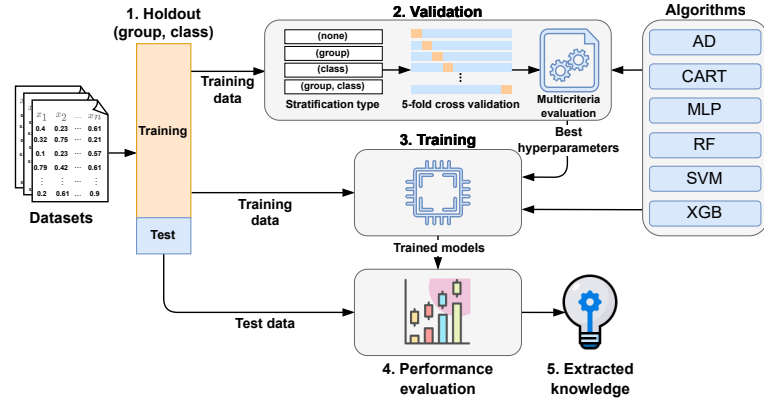 1. Holdout
(group, class)
2. Validation
Algorithms
(none)
(group)
(class)
(group, class)
Stratification type
⋮
5-fold cross validation
Multicriteria
evaluation
Training
data
AD
CART
MLP
RF
SVM
XGB
x1 x2 ... xn
0.4 0.23 ... 0.61
0.32 0.75 ... 0.21
0.1 0.23 ... 0.57
0.79 0.42 ... 0.61
⋮ ⋮ ⋮
0.2 0.61 ... 0.9
Datasets
Training
Test
Best
hyperparameters
3. Training
Training
data
Trained models
Test data
4. Performance
evaluation
5. Extracted
knowledge